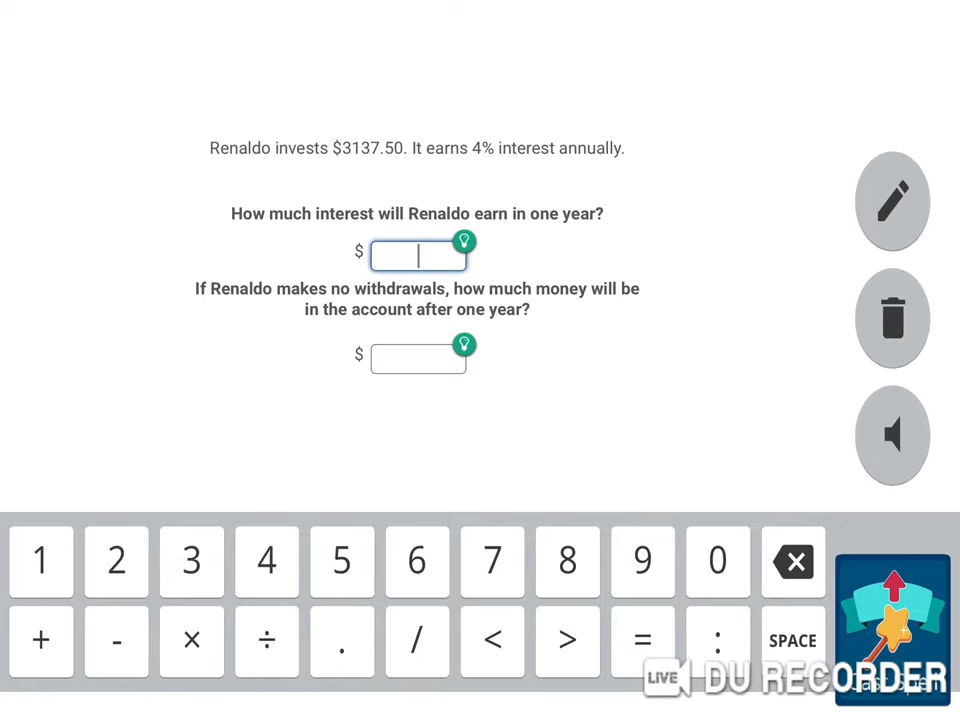 Renaldo invests $3137.50. It earns 4% interest annually.
How much interest will Renaldo earn in one year?
$
If Renaldo makes no withdrawals, how much money will be
in the account after one year?
$
1 2 3 4 5 6 7 8 9 0
+ - × ÷ . / < > = : SPACE
LIVE DU RECORDER